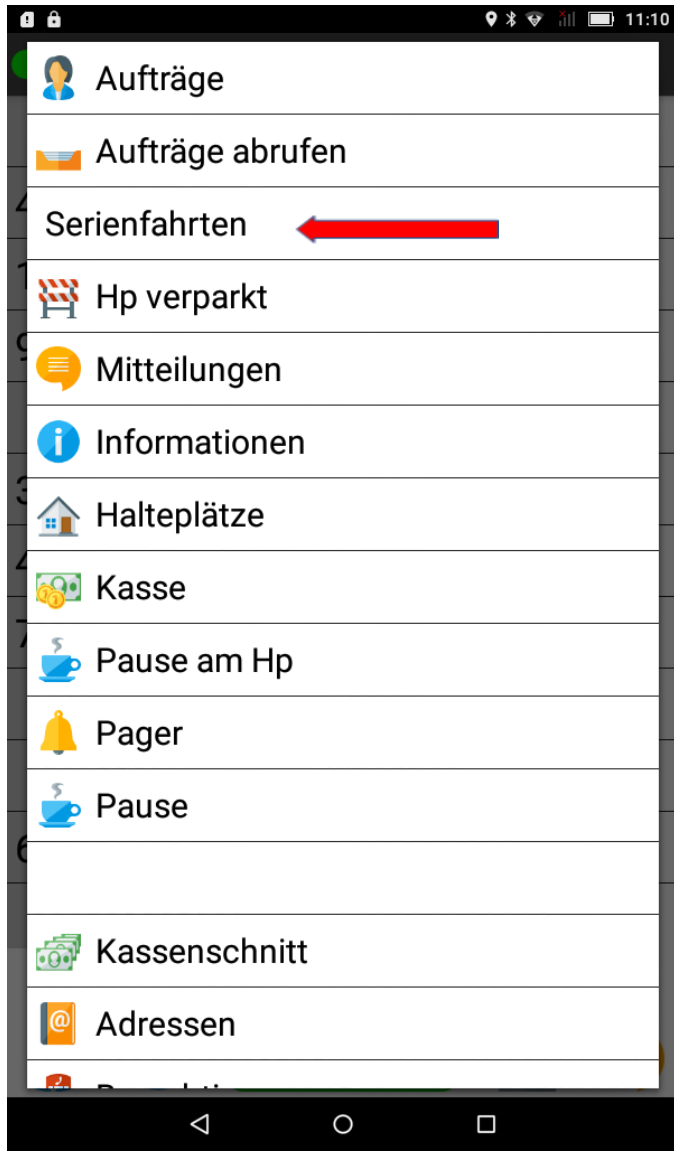 11:10
Aufträge
Aufträge abrufen
Serienfahrten
Hp verparkt
Mitteilungen
Informationen
Halteplätze
Kasse
Pause am Hp
Pager
Pause
Kassenschnitt
Adressen